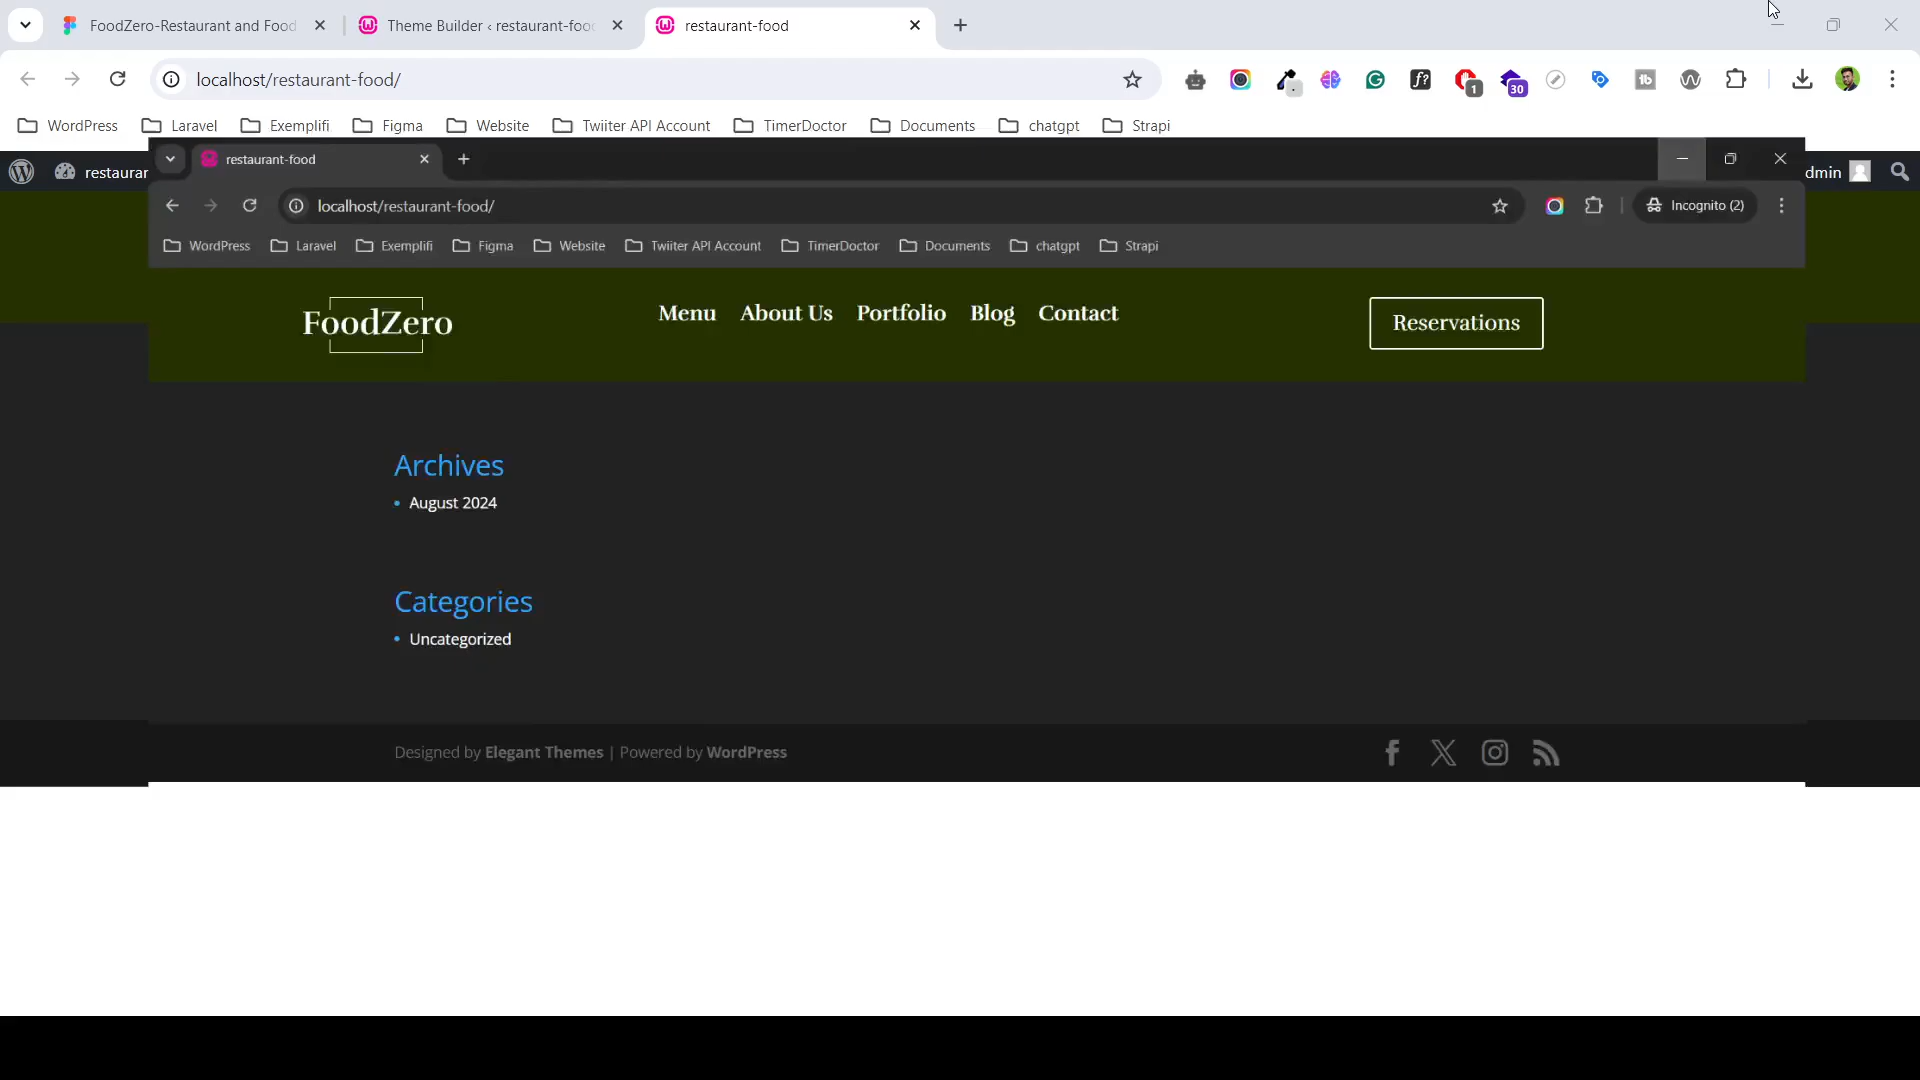 FoodZero-Restaurant and Food
Theme Builder ‹ restaurant-foo
restaurant-food
localhost/restaurant-food/
1
30
WordPress
Laravel
Exemplifi
Figma
Website
Twiiter API Account
TimerDoctor
Documents
chatgpt
Strapi
restaurant-food
restaurar
dmin
localhost/restaurant-food/
Incognito (2)
WordPress
Laravel
Exemplifi
Figma
Website
Twiiter API Account
TimerDoctor
Documents
chatgpt
Strapi
FoodZero
Menu
About Us
Portfolio
Blog
Contact
Reservations
Archives
August 2024
Categories
Uncategorized
Designed by Elegant Themes | Powered by WordPress